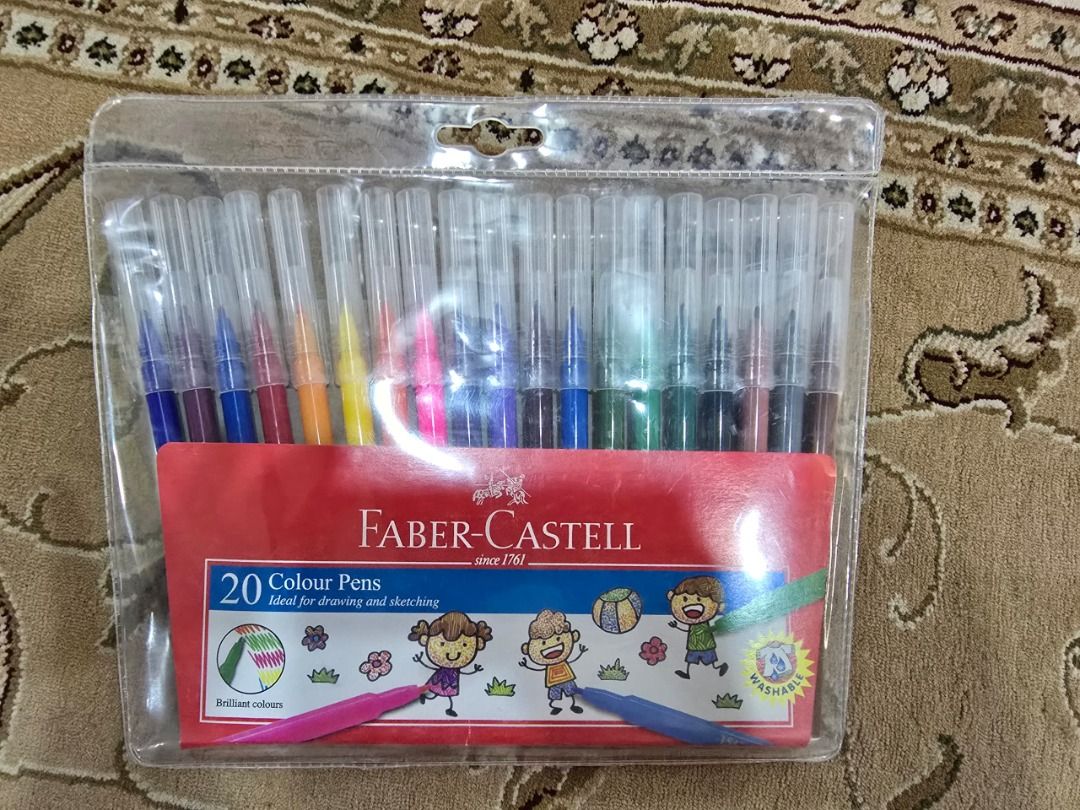 FABER-CASTELL
since 1761
20 Colour Pens
Ideal for drawing and sketching
Brilliant colours
WASHABLE